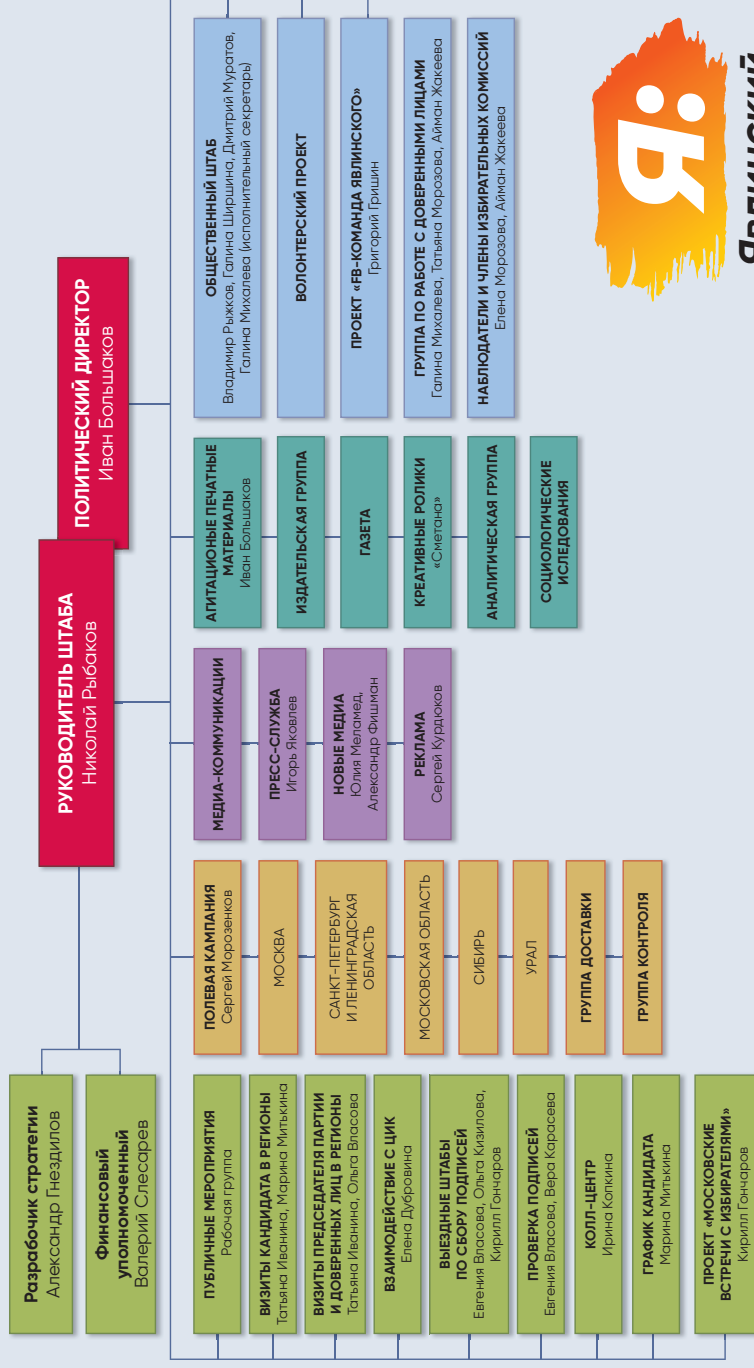 РУКОВОДИТЕЛЬ ШТАБА
Николай Рыбаков
ПОЛИТИЧЕСКИЙ ДИРЕКТОР
Иван Большаков
Разрабочик стратегии
Александр Гнездилов
Финансовый
уполномоченный
Валерий Слесарев
ПУБЛИЧНЫЕ МЕРОПРИЯТИЯ
Рабочая группа
ВИЗИТЫ КАНДИДАТА В РЕГИОНЫ
Татьяна Иванина, Марина Митькина
ВИЗИТЫ ПРЕДСЕДАТЕЛЯ ПАРТИИ
И ДОВЕРЕННЫХ ЛИЦ В РЕГИОНЫ
Татьяна Иванина, Ольга Власова
ВЗАИМОДЕЙСТВИЕ С ЦИК
Елена Дубровина
ВЫЕЗДНЫЕ ШТАБЫ
ПО СБОРУ ПОДПИСЕЙ
Евгения Власова, Ольга Кизилова,
Кирилл Гончаров
ПРОВЕРКА ПОДПИСЕЙ
Евгения Власова, Вера Карасева
КОЛЛ-ЦЕНТР
Ирина Копкина
ГРАФИК КАНДИДАТА
Марина Митькина
ПРОЕКТ «МОСКОВСКИЕ
ВСТРЕЧИ С ИЗБИРАТЕЛЯМИ»
Кирилл Гончаров
ПОЛЕВАЯ КАМПАНИЯ
Сергей Морозенков
МОСКВА
САНКТ-ПЕТЕРБУРГ
И ЛЕНИНГРАДСКАЯ
ОБЛАСТЬ
МОСКОВСКАЯ ОБЛАСТЬ
СИБИРЬ
УРАЛ
ГРУППА ДОСТАВКИ
ГРУППА КОНТРОЛЯ
МЕДИА-КОММУНИКАЦИИ
ПРЕСС-СЛУЖБА
Игорь Яковлев
НОВЫЕ МЕДИА
Юлия Меламед,
Александр Фишман
РЕКЛАМА
Сергей Курдюков
АГИТАЦИОНЫЕ ПЕЧАТНЫЕ
МАТЕРИАЛЫ
Иван Большаков
ИЗДАТЕЛЬСКАЯ ГРУППА
ГАЗЕТА
КРЕАТИВНЫЕ РОЛИКИ
«Сметана»
АНАЛИТИЧЕСКАЯ ГРУППА
СОЦИОЛОГИЧЕСКИЕ
ИСЛЕДОВАНИЯ
ОБЩЕСТВЕННЫЙ ШТАБ
Владимир Рыжков, Галина Ширшина, Дмитрий Муратов,
Галина Михалева (исполнительный секретарь)
ВОЛОНТЕРСКИЙ ПРОЕКТ
ПРОЕКТ «FB-КОМАНДА ЯВЛИНСКОГО»
Григорий Гришин
ГРУППА ПО РАБОТЕ С ДОВЕРЕННЫМИ ЛИЦАМИ
Галина Михалева, Татьяна Морозова, Айман Жакеева
НАБЛЮДАТЕЛИ И ЧЛЕНЫ ИЗБИРАТЕЛЬНЫХ КОМИССИЙ
Елена Морозова, Айман Жакеева
Я:
Явлинский